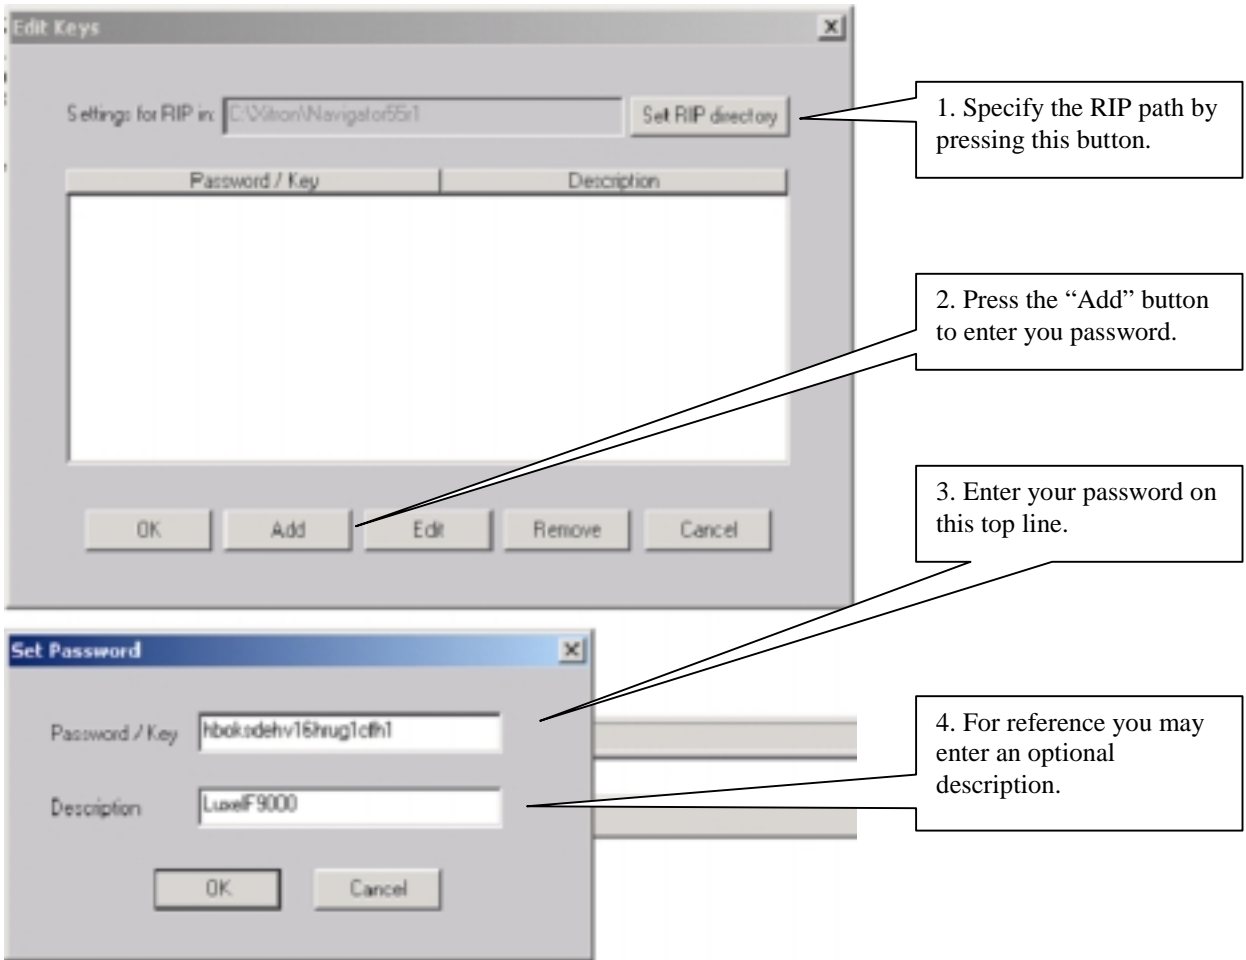 Edit Keys
Settings for RIP in: C:\Xitron\Navigator55r1
Set RIP directory
Password / Key
Description
OK
Add
Edit
Remove
Cancel
1. Specify the RIP path by
pressing this button.
2. Press the “Add” button
to enter you password.
3. Enter your password on
this top line.
Set Password
Password / Key
Description
LuxelF9000
OK
Cancel
4. For reference you may
enter an optional
description.